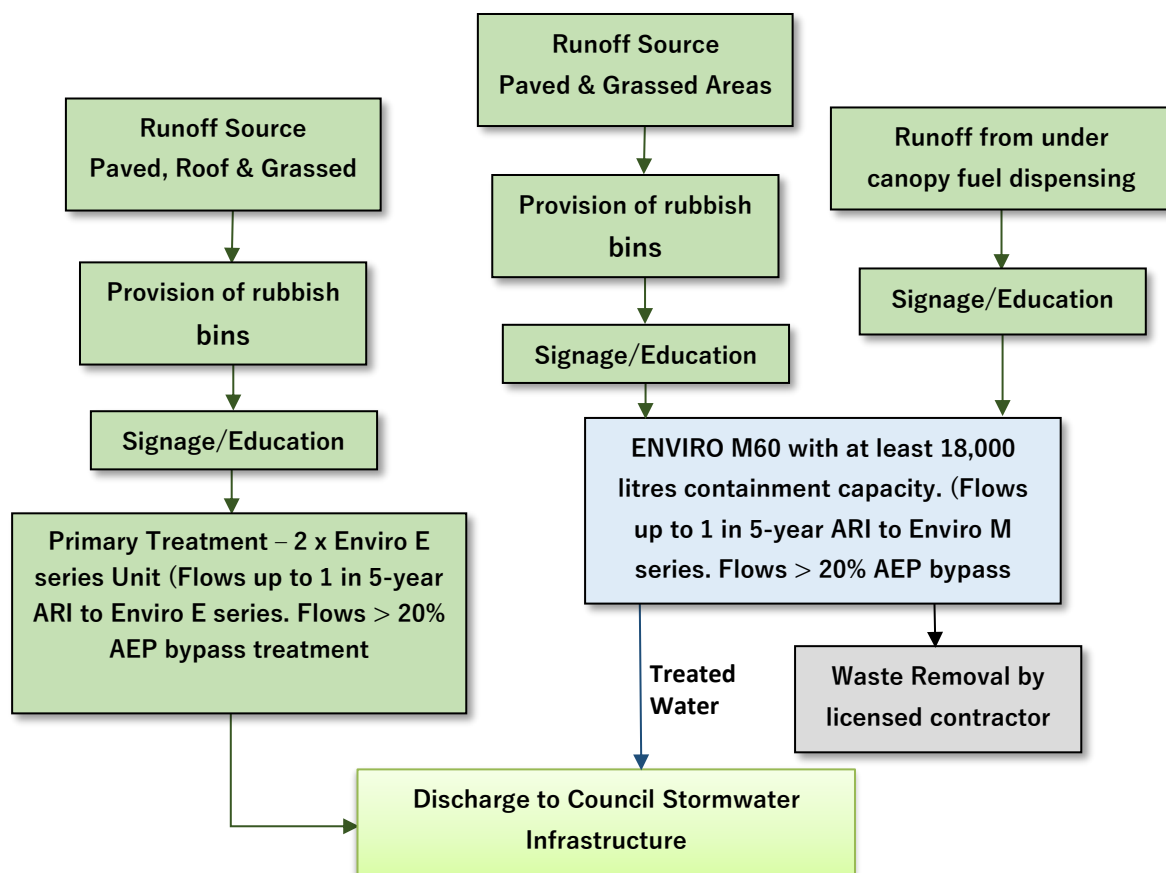 Runoff Source
Paved, Roof & Grassed
Provision of rubbish
bins
Signage/Education
Primary Treatment – 2 x Enviro E
series Unit (Flows up to 1 in 5-year
ARI to Enviro E series. Flows > 20%
AEP bypass treatment
Runoff Source
Paved & Grassed Areas
Provision of rubbish
bins
Signage/Education
Runoff from under
canopy fuel dispensing
Signage/Education
ENVIRO M60 with at least 18,000
litres containment capacity. (Flows
up to 1 in 5-year ARI to Enviro M
series. Flows > 20% AEP bypass
Treated
Water
Waste Removal by
licensed contractor
Discharge to Council Stormwater
Infrastructure